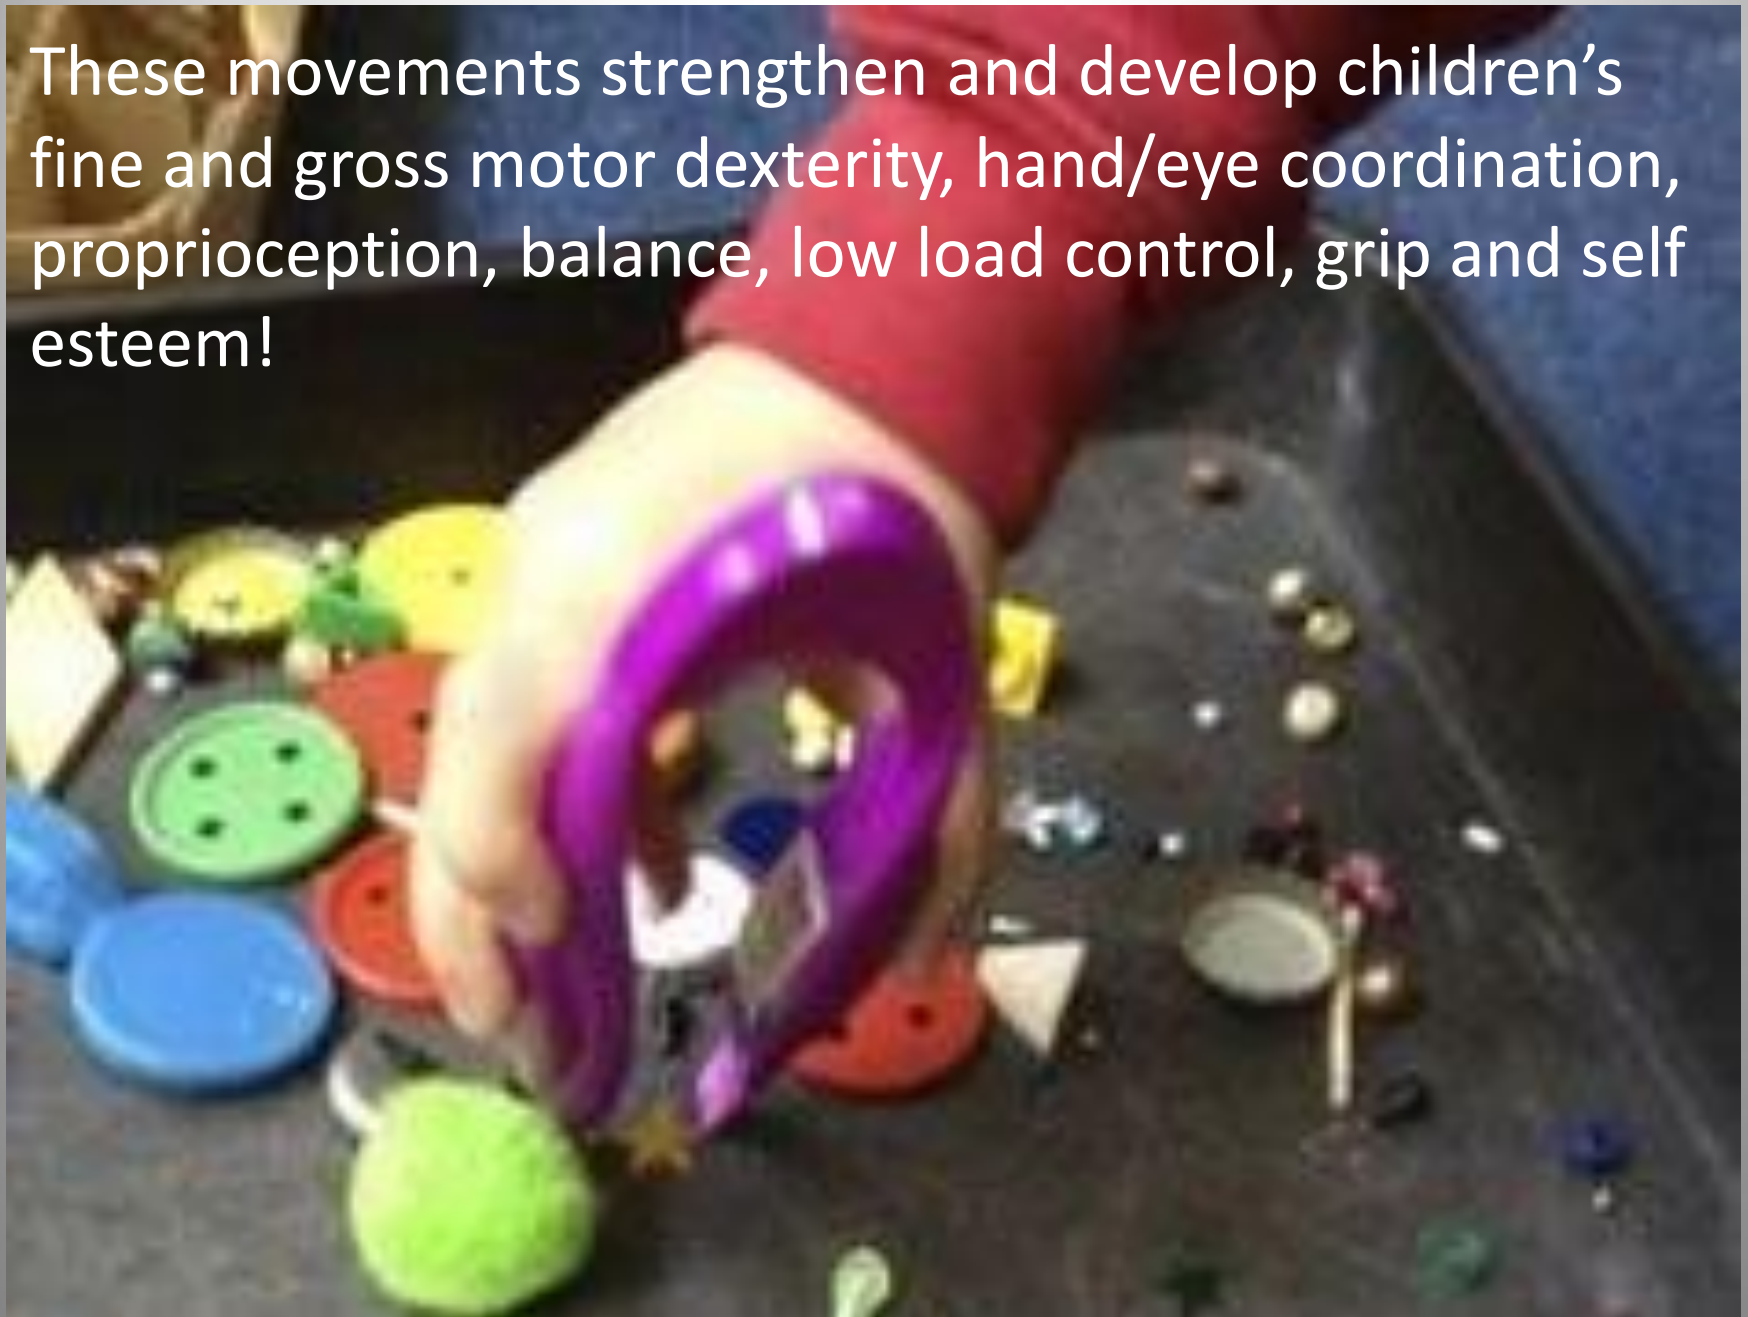 These movements strengthen and develop children’s
fine and gross motor dexterity, hand/eye coordination,
proprioception, balance, low load control, grip and self
esteem!